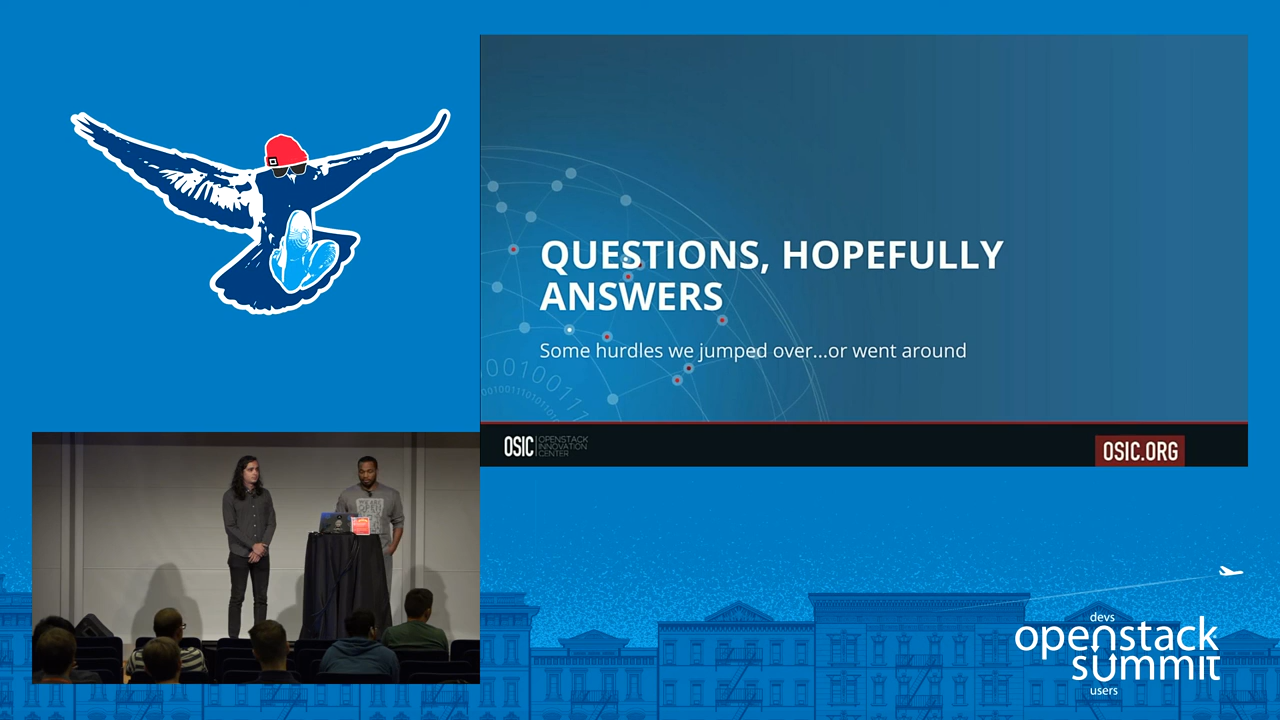 QUESTIONS, HOPEFULLY
ANSWERS
Some hurdles we jumped over...or went around
OSIC
OPENSTACK
INNOVATION
CENTER
OSIC.ORG
devs
openstack
summit
users